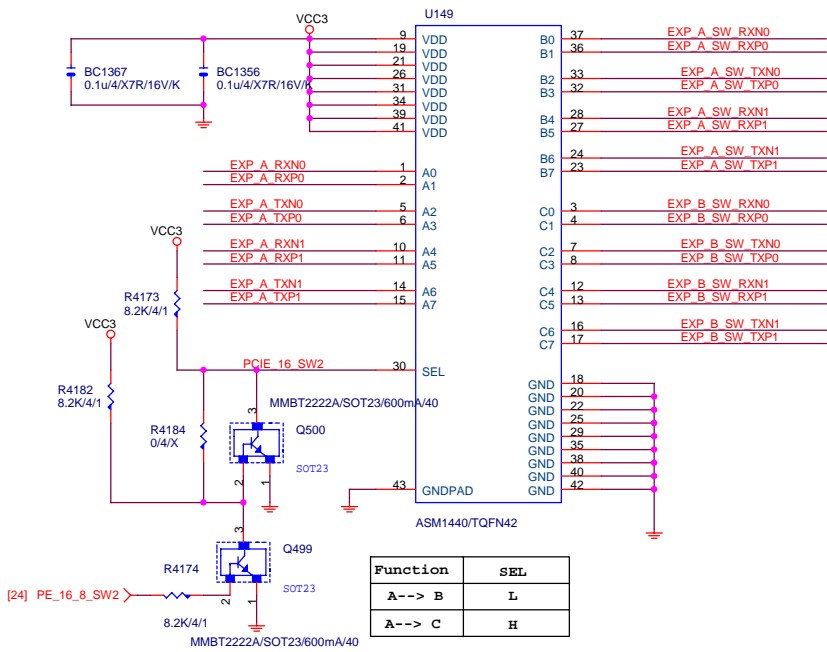 U149
VCC3
BC1367
0.1u/4/X7R/16V/K
BC1356
0.1u/4/X7R/16V/K
9 VDD
19 VDD
21 VDD
26 VDD
31 VDD
34 VDD
39 VDD
41 VDD
B0 37 EXP_A_SW_RXN0
B1 36 EXP_A_SW_RXP0
B2 33 EXP_A_SW_TXN0
B3 32 EXP_A_SW_TXP0
B4 28 EXP_A_SW_RXN1
B5 27 EXP_A_SW_RXP1
B6 24 EXP_A_SW_TXN1
B7 23 EXP_A_SW_TXP1
EXP_A_RXN0 1 A0
EXP_A_RXP0 2 A1
EXP_A_TXN0 5 A2
EXP_A_TXP0 6 A3
EXP_A_RXN1 10 A4
EXP_A_RXP1 11 A5
EXP_A_TXN1 14 A6
EXP_A_TXP1 15 A7
C0 3 EXP_B_SW_RXN0
C1 4 EXP_B_SW_RXP0
C2 7 EXP_B_SW_TXN0
C3 8 EXP_B_SW_TXP0
C4 12 EXP_B_SW_RXN1
C5 13 EXP_B_SW_RXP1
C6 16 EXP_B_SW_TXN1
C7 17 EXP_B_SW_TXP1
VCC3
R4173
8.2K/4/1
VCC3
R4182
8.2K/4/1
PCIE_16_SW2 30 SEL
R4184
0/4/X
MMBT2222A/SOT23/600mA/40
3
Q500
SOT23
2
1
GND 18
GND 20
GND 22
GND 25
GND 29
GND 35
GND 38
GND 40
GND 42
43 GNDPAD
ASM1440/TQFN42
3
Q499
SOT23
2
1
R4174
8.2K/4/1
[24] PE_16_8_SW2
MMBT2222A/SOT23/600mA/40
Function SEL
A--> B L
A--> C H